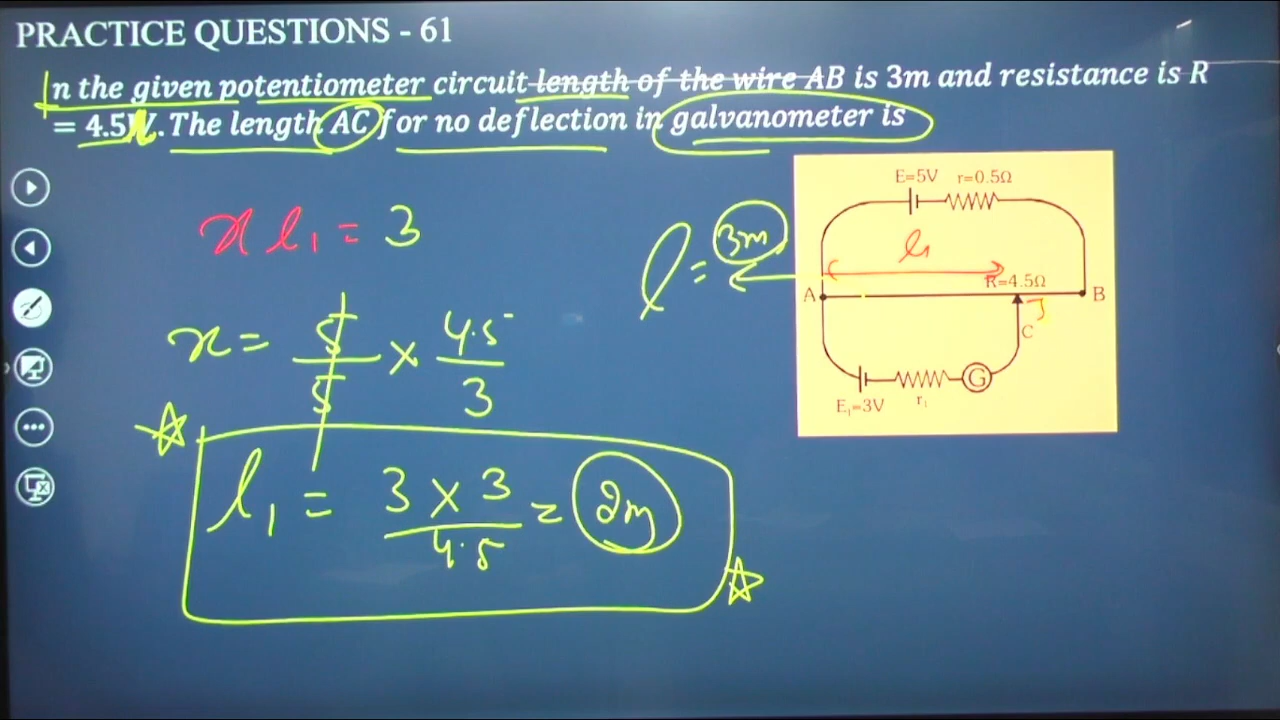 PRACTICE QUESTIONS - 61
In the given potentiometer circuit length of the wire AB is 3m and resistance is R
= 4.5Ω. The length AC for no deflection in galvanometer is
x l₁ = 3
l = 3m
E=5V r=0.5Ω
l₁
R=4.5Ω
A B
J
C
G
E₁=3V r₁
x = 5/5 × 4.5/3
l₁ = 3 × 3/4.5 = 2m